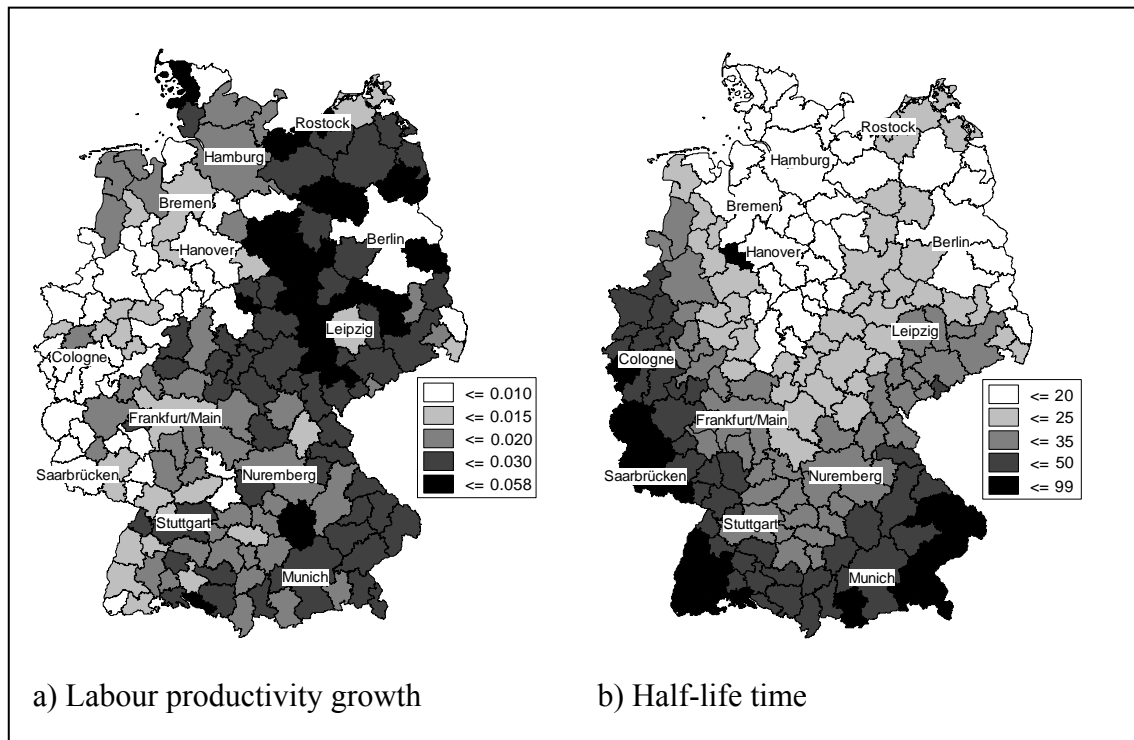 Rostock
Hamburg
Bremen
Berlin
Hanover
Leipzig
Cologne
Frankfurt/Main
Saarbrücken
Nuremberg
Stuttgart
Munich
<= 0.010
<= 0.015
<= 0.020
<= 0.030
<= 0.058
a) Labour productivity growth
Rostock
Hamburg
Bremen
Berlin
Hanover
Leipzig
Cologne
Frankfurt/Main
Saarbrücken
Nuremberg
Stuttgart
Munich
<= 20
<= 25
<= 35
<= 50
<= 99
b) Half-life time